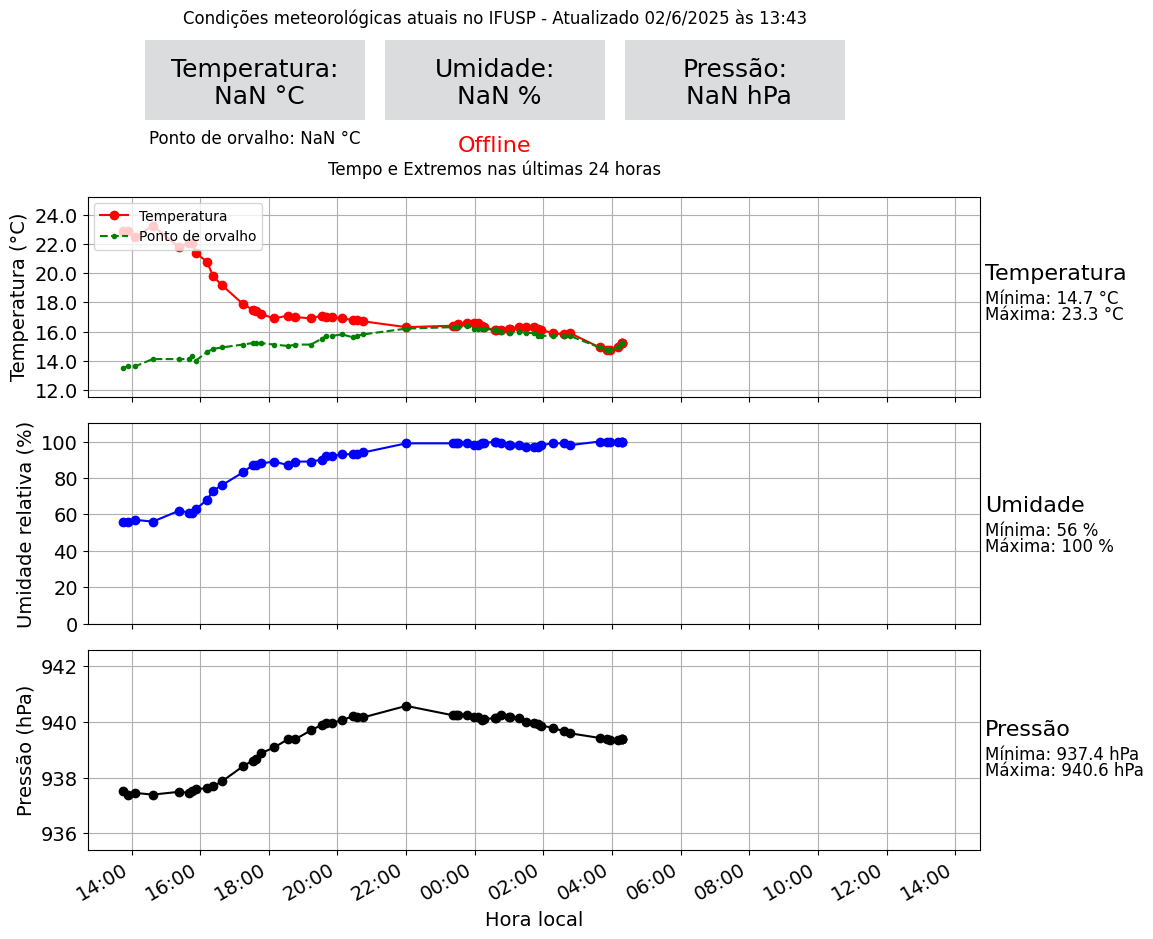 Condições meteorológicas atuais no IFUSP - Atualizado 02/6/2025 às 13:43
Temperatura:
NaN °C
Umidade:
NaN %
Pressão:
NaN hPa
Ponto de orvalho: NaN °C
Offline
Tempo e Extremos nas últimas 24 horas
Temperatura (°C)
24.0
22.0
20.0
18.0
16.0
14.0
12.0
Temperatura
Ponto de orvalho
Temperatura
Mínima: 14.7 °C
Máxima: 23.3 °C
Umidade relativa (%)
100
80
60
40
20
0
Umidade
Mínima: 56 %
Máxima: 100 %
Pressão (hPa)
942
940
938
936
Pressão
Mínima: 937.4 hPa
Máxima: 940.6 hPa
14:00 16:00 18:00 20:00 22:00 00:00 02:00 04:00 06:00 08:00 10:00 12:00 14:00
Hora local